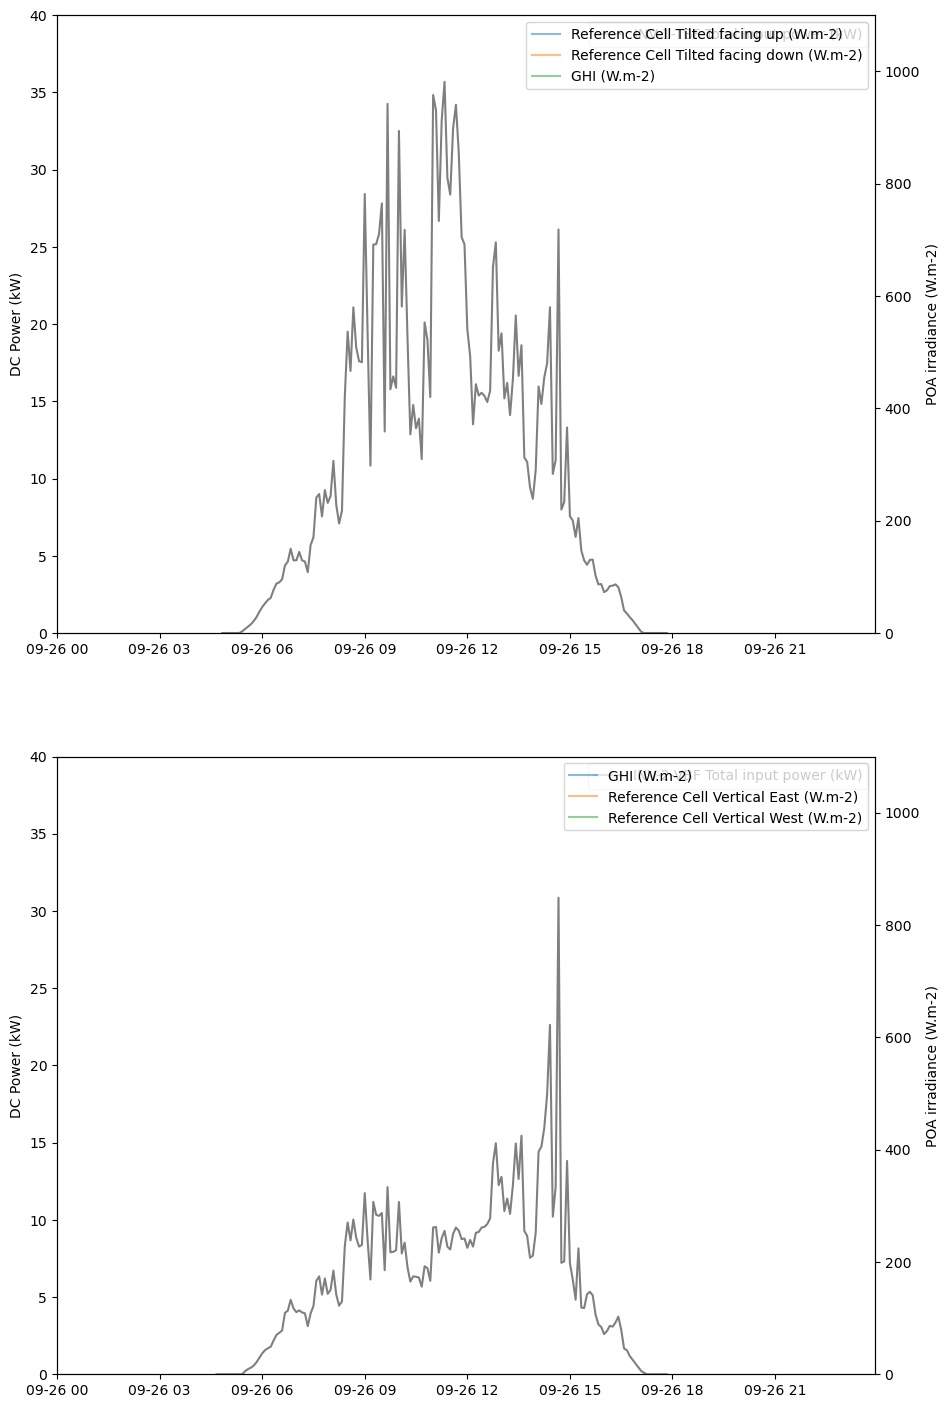 40
35
30
25
20
15
10
5
0
DC Power (kW)
Reference Cell Tilted facing up (W.m-2)
Reference Cell Tilted facing down (W.m-2)
GHI (W.m-2)
1000
800
600
400
200
0
POA irradiance (W.m-2)
09-26 00 09-26 03 09-26 06 09-26 09 09-26 12 09-26 15 09-26 18 09-26 21
40
35
30
25
20
15
10
5
0
DC Power (kW)
GHI (W.m-2)
Total input power (kW)
Reference Cell Vertical East (W.m-2)
Reference Cell Vertical West (W.m-2)
1000
800
600
400
200
0
POA irradiance (W.m-2)
09-26 00 09-26 03 09-26 06 09-26 09 09-26 12 09-26 15 09-26 18 09-26 21